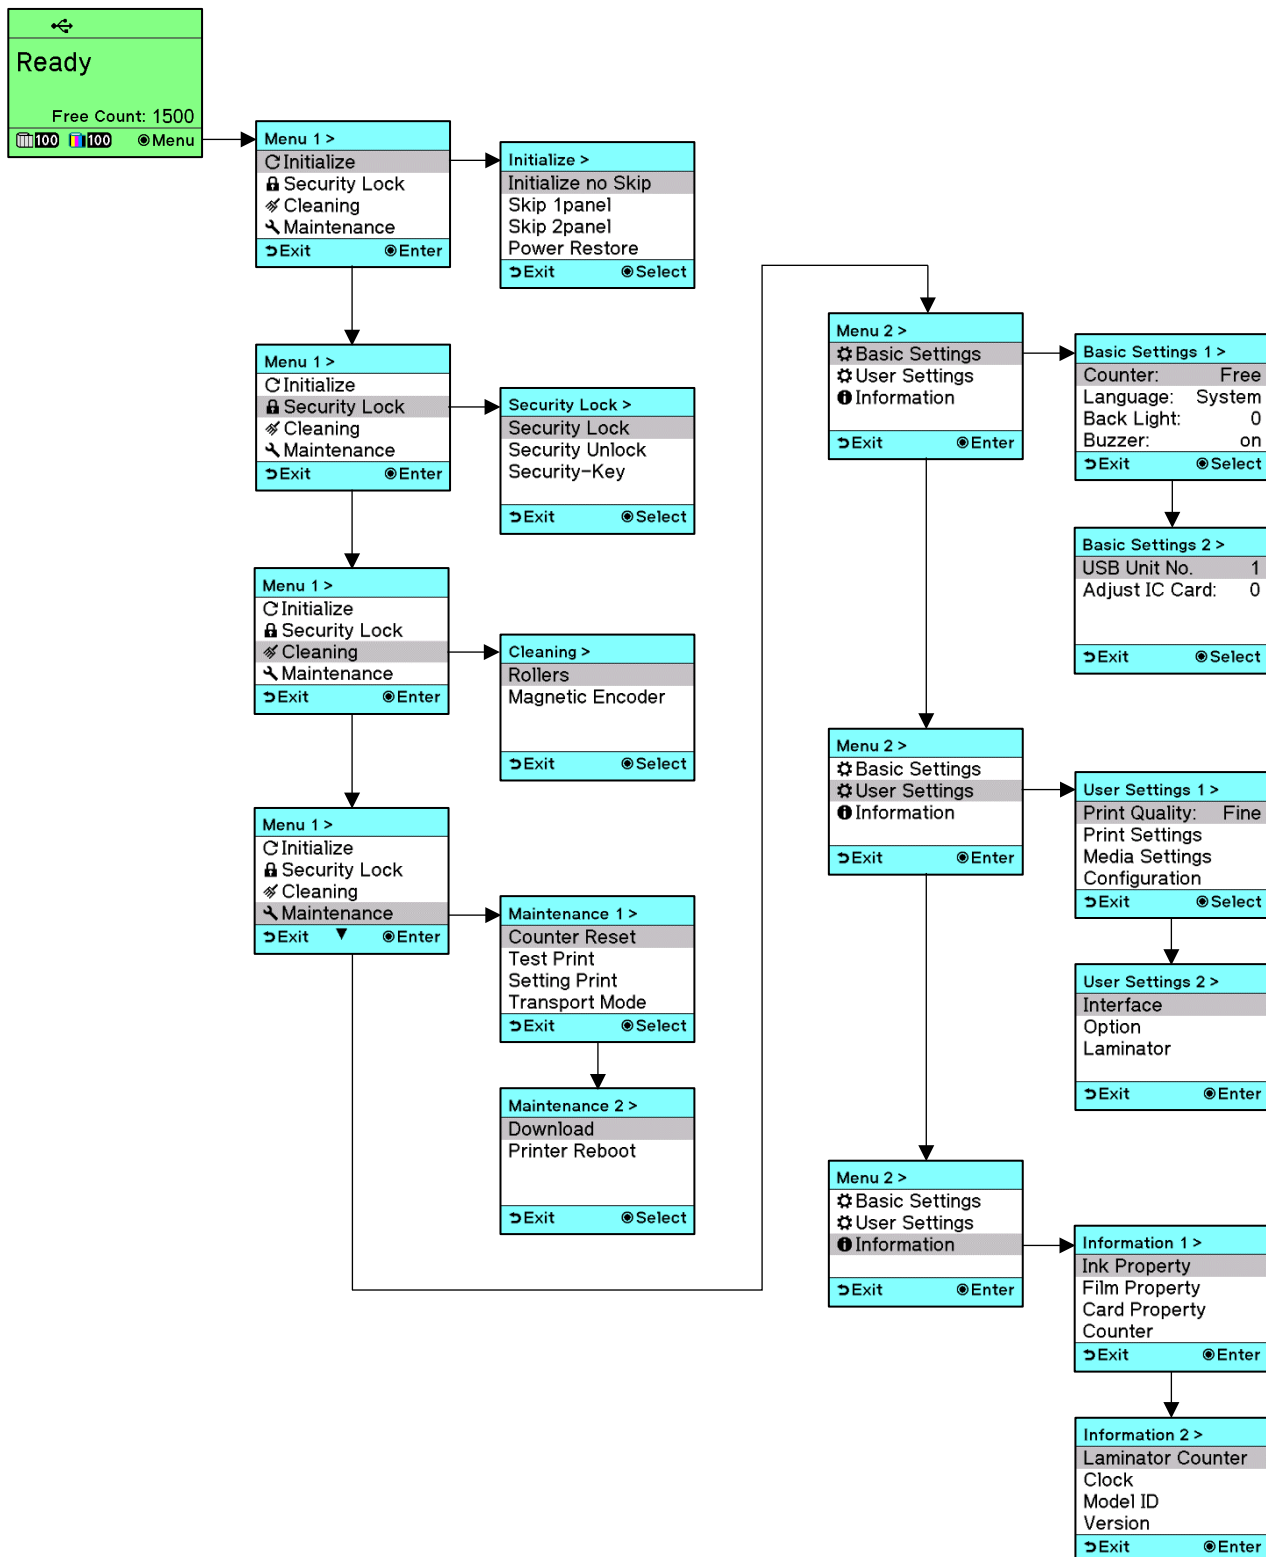 Ready
Free Count: 1500
100 100 Menu
Menu 1 >
Initialize
Security Lock
Cleaning
Maintenance
Exit Enter
Initialize >
Initialize no Skip
Skip 1panel
Skip 2panel
Power Restore
Exit Select
Menu 1 >
Initialize
Security Lock
Cleaning
Maintenance
Exit Enter
Security Lock >
Security Lock
Security Unlock
Security-Key
Exit Select
Menu 1 >
Initialize
Security Lock
Cleaning
Maintenance
Exit Enter
Cleaning >
Rollers
Magnetic Encoder
Exit Select
Menu 1 >
Initialize
Security Lock
Cleaning
Maintenance
Exit ▼ Enter
Maintenance 1 >
Counter Reset
Test Print
Setting Print
Transport Mode
Exit Select
Maintenance 2 >
Download
Printer Reboot
Exit Select
Menu 2 >
Basic Settings
User Settings
Information
Exit Enter
Basic Settings 1 >
Counter: Free
Language: System
Back Light: 0
Buzzer: on
Exit Select
Basic Settings 2 >
USB Unit No. 1
Adjust IC Card: 0
Exit Select
Menu 2 >
Basic Settings
User Settings
Information
Exit Enter
User Settings 1 >
Print Quality: Fine
Print Settings
Media Settings
Configuration
Exit Select
User Settings 2 >
Interface
Option
Laminator
Exit Enter
Menu 2 >
Basic Settings
User Settings
Information
Exit Enter
Information 1 >
Ink Property
Film Property
Card Property
Counter
Exit Enter
Information 2 >
Laminator Counter
Clock
Model ID
Version
Exit Enter